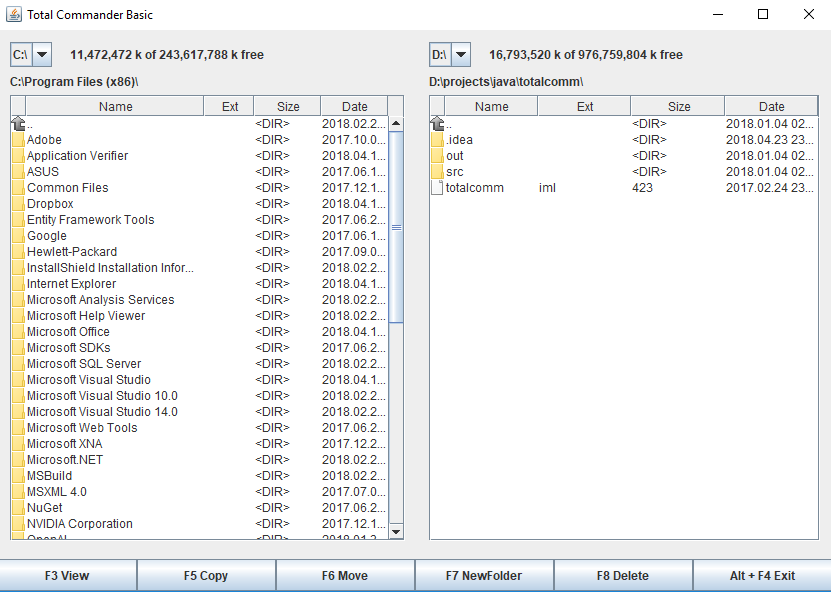 Total Commander Basic
C:\ 11,472,472 k of 243,617,788 k free
C:\Program Files (x86)\
Name Ext Size Date
.. <DIR> 2018.02.2...
Adobe <DIR> 2017.10.0...
Application Verifier <DIR> 2018.04.1...
ASUS <DIR> 2017.06.1...
Common Files <DIR> 2017.12.1...
Dropbox <DIR> 2018.04.1...
Entity Framework Tools <DIR> 2017.06.2...
Google <DIR> 2017.06.1...
Hewlett-Packard <DIR> 2017.09.0...
InstallShield Installation Infor... <DIR> 2018.02.2...
Internet Explorer <DIR> 2018.04.1...
Microsoft Analysis Services <DIR> 2018.02.2...
Microsoft Help Viewer <DIR> 2018.02.2...
Microsoft Office <DIR> 2018.04.1...
Microsoft SDKs <DIR> 2017.06.2...
Microsoft SQL Server <DIR> 2018.02.2...
Microsoft Visual Studio <DIR> 2018.04.1...
Microsoft Visual Studio 10.0 <DIR> 2018.02.2...
Microsoft Visual Studio 14.0 <DIR> 2018.02.2...
Microsoft Web Tools <DIR> 2017.06.2...
Microsoft XNA <DIR> 2017.12.2...
Microsoft.NET <DIR> 2018.02.2...
MSBuild <DIR> 2018.02.2...
MSXML 4.0 <DIR> 2017.07.0...
NuGet <DIR> 2017.06.2...
NVIDIA Corporation <DIR> 2017.12.1...
OpenAL <DIR> 2018.01.2...
D:\ 16,793,520 k of 976,759,804 k free
D:\projects\java\totalcomm\
Name Ext Size Date
.. <DIR> 2018.01.04 02...
.idea <DIR> 2018.04.23 23...
out <DIR> 2018.01.04 02...
src <DIR> 2018.01.04 02...
totalcomm iml 423 2017.02.24 23...
F3 View F5 Copy F6 Move F7 NewFolder F8 Delete Alt + F4 Exit